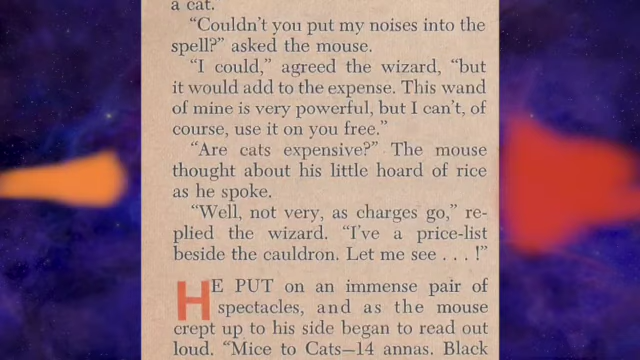 a cat.
“Couldn’t you put my noises into the
spell?” asked the mouse.
“I could,” agreed the wizard, “but
it would add to the expense. This wand
of mine is very powerful, but I can’t, of
course, use it on you free.”
“Are cats expensive?” The mouse
thought about his little hoard of rice
as he spoke.
“Well, not very, as charges go,” re-
plied the wizard. “I’ve a price-list
beside the cauldron. Let me see . . . !”
HE PUT on an immense pair of
spectacles, and as the mouse
crept up to his side began to read out
loud. “Mice to Cats—14 annas. Black